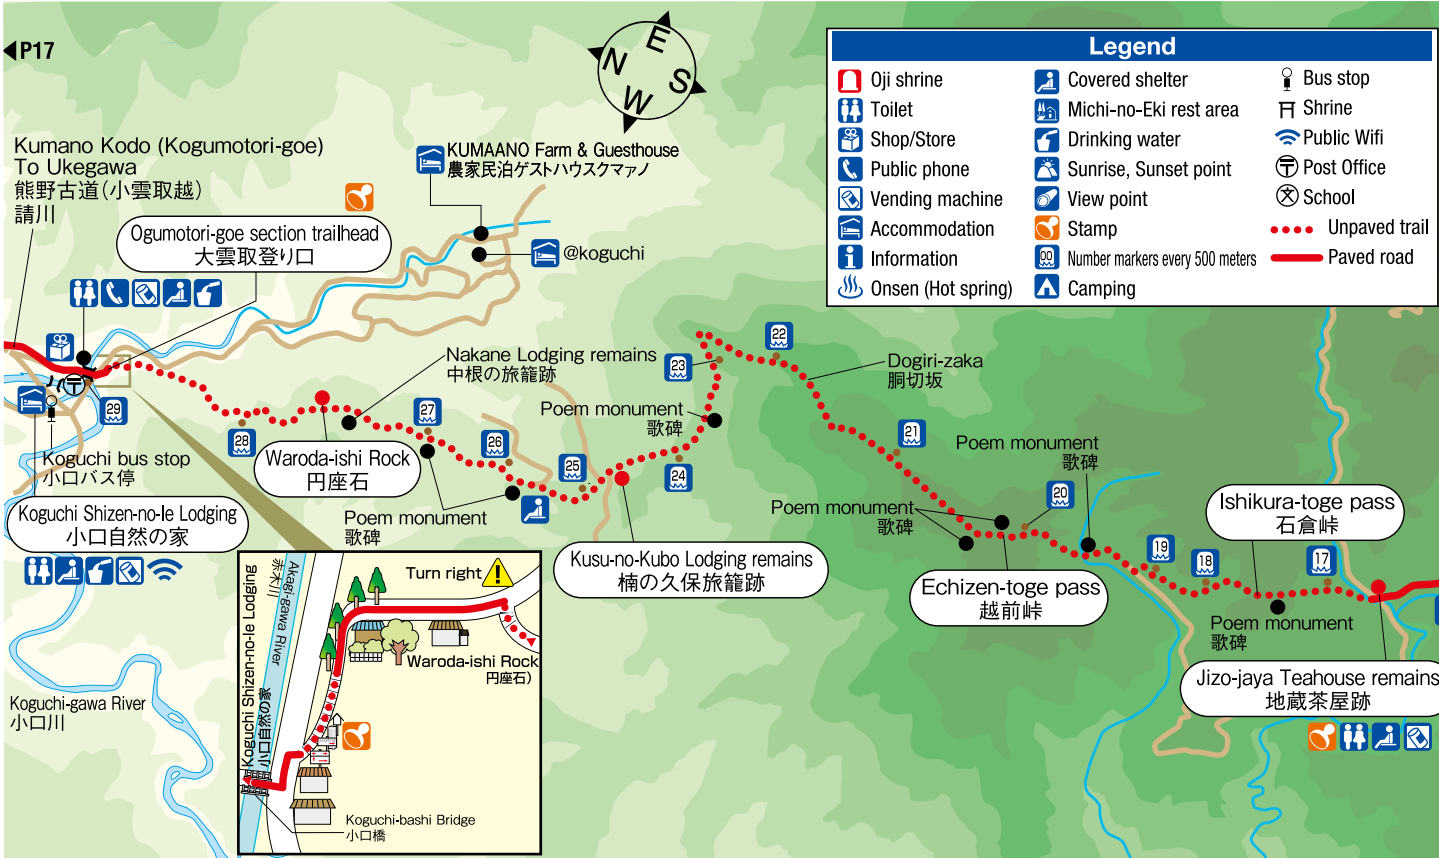 P17
E
N
S
W
Legend
Oji shrine
Toilet
Shop/Store
Public phone
Vending machine
Accommodation
Information
Onsen (Hot spring)
Covered shelter
Michi-no-Eki rest area
Drinking water
Sunrise, Sunset point
View point
Stamp
00
Number markers every 500 meters
Camping
Bus stop
Shrine
Public Wifi
Post Office
文
School
Unpaved trail
Paved road
Kumano Kodo (Kogumotori-goe)
To Ukegawa
熊野古道(小雲取越)
請川
KUMAANO Farm & Guesthouse
農家民泊ゲストハウスクマァノ
Ogumotori-goe section trailhead
大雲取登り口
@koguchi
Nakane Lodging remains
中根の旅籠跡
22
23
Dogiri-zaka
胴切坂
Poem monument
歌碑
29
28
27
26
25
24
21
20
19
18
17
Koguchi bus stop
小口バス停
Waroda-ishi Rock
円座石
Poem monument
歌碑
Poem monument
歌碑
Poem monument
歌碑
Ishikura-toge pass
石倉峠
Koguchi Shizen-no-Ie Lodging
小口自然の家
Kusu-no-Kubo Lodging remains
楠の久保旅籠跡
Echizen-toge pass
越前峠
Poem monument
歌碑
Jizo-jaya Teahouse remains
地蔵茶屋跡
Koguchi-gawa River
小口川
Turn right
!
Akagi-gawa River
赤木川
Koguchi Shizen-no-Ie Lodging
小口自然の家
Waroda-ishi Rock
円座石)
Koguchi-bashi Bridge
小口橋